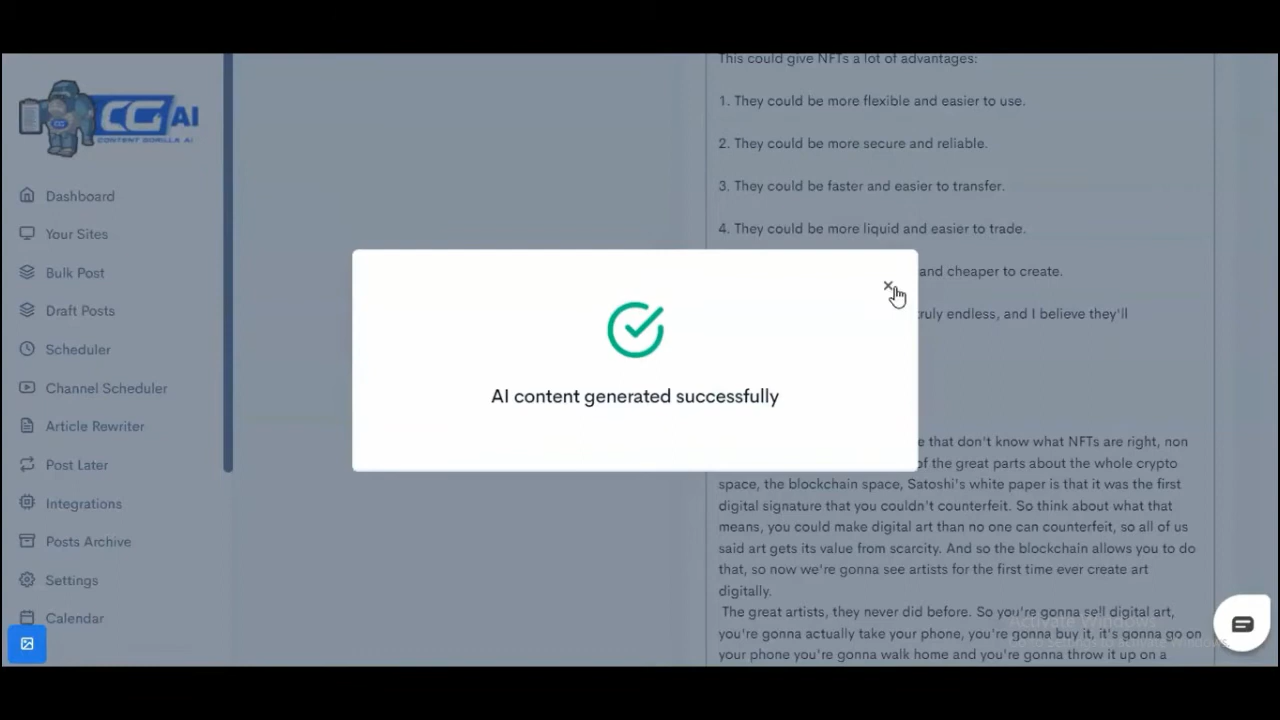 CG AI
CONTENT GORILLA AI
Dashboard
Your Sites
Bulk Post
Draft Posts
Scheduler
Channel Scheduler
Article Rewriter
Post Later
Integrations
Posts Archive
Settings
Calendar
This could give NFTs a lot of advantages:
1. They could be more flexible and easier to use.
2. They could be more secure and reliable.
3. They could be faster and easier to transfer.
4. They could be more liquid and easier to trade.
and cheaper to create.
truly endless, and I believe they'll
AI content generated successfully
e that don't know what NFTs are right, non
of the great parts about the whole crypto
space, the blockchain space, Satoshi's white paper is that it was the first
digital signature that you couldn't counterfeit. So think about what that
means, you could make digital art than no one can counterfeit, so all of us
said art gets its value from scarcity. And so the blockchain allows you to do
that, so now we're gonna see artists for the first time ever create art
digitally.
The great artists, they never did before. So you're gonna sell digital art,
you're gonna actually take your phone, you're gonna buy it, it's gonna go on
your phone you're gonna walk home and you're gonna throw it up on a
Activate Windows